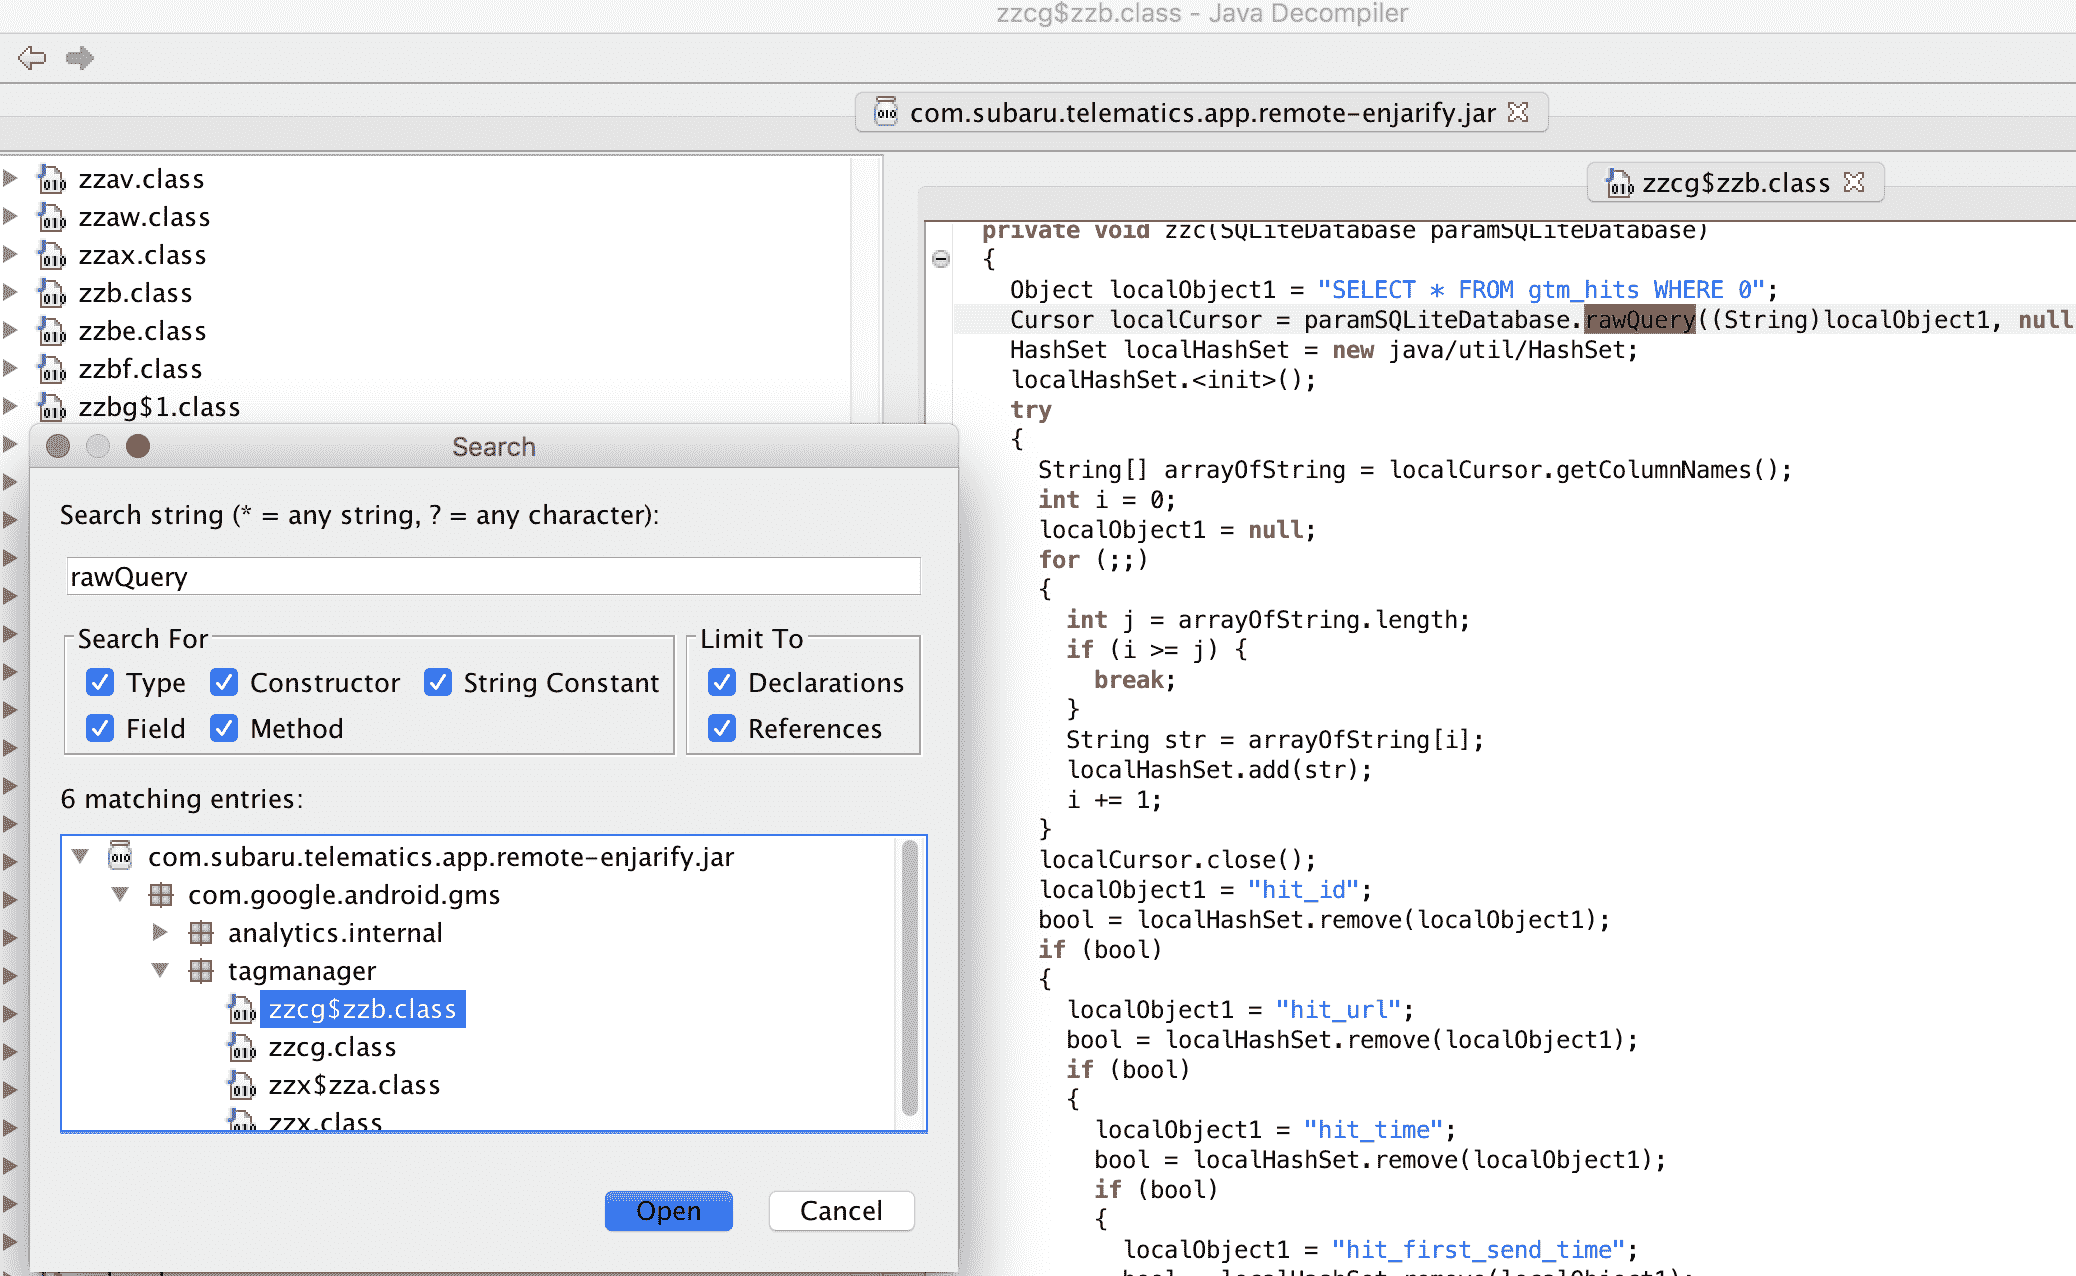 zzcg$zzb.class - Java Decompiler
com.subaru.telematics.app.remote-enjarify.jar
zzav.class
zzaw.class
zzax.class
zzb.class
zzbe.class
zzbf.class
zzbg$1.class
zzcg$zzb.class
private void zzc(SQLiteDatabase paramSQLiteDatabase)
{
Object localObject1 = "SELECT * FROM gtm_hits WHERE 0";
Cursor localCursor = paramSQLiteDatabase.rawQuery((String)localObject1, null
HashSet localHashSet = new java/util/HashSet;
localHashSet.<init>();
try
{
String[] arrayOfString = localCursor.getColumnNames();
int i = 0;
localObject1 = null;
for (;;)
{
int j = arrayOfString.length;
if (i >= j) {
break;
}
String str = arrayOfString[i];
localHashSet.add(str);
i += 1;
}
localCursor.close();
localObject1 = "hit_id";
bool = localHashSet.remove(localObject1);
if (bool)
{
localObject1 = "hit_url";
bool = localHashSet.remove(localObject1);
if (bool)
{
localObject1 = "hit_time";
bool = localHashSet.remove(localObject1);
if (bool)
{
localObject1 = "hit_first_send_time";
bool = localHashSet.remove(localObject1);
Search
Search string (* = any string, ? = any character):
rawQuery
Search For
Type Constructor String Constant
Field Method
Limit To
Declarations
References
6 matching entries:
com.subaru.telematics.app.remote-enjarify.jar
com.google.android.gms
analytics.internal
tagmanager
zzcg$zzb.class
zzcg.class
zzx$zza.class
zzx.class
Open Cancel